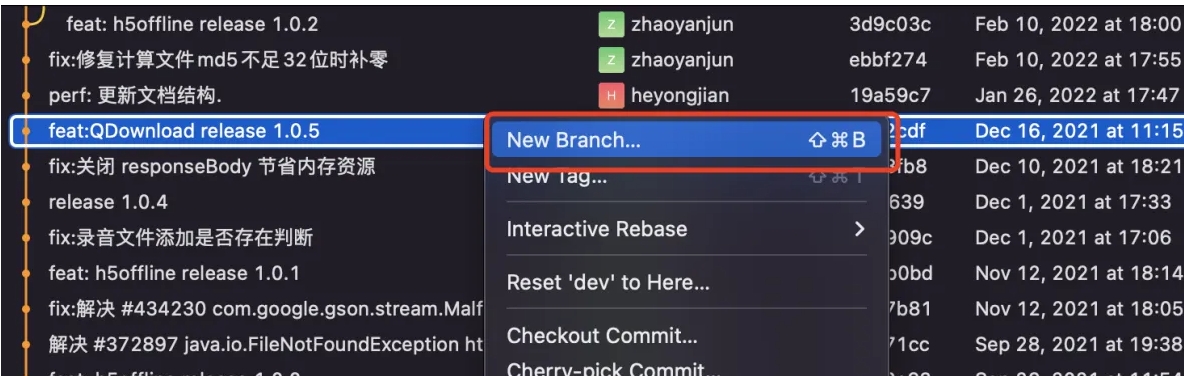 feat: h5offline release 1.0.2 Z zhaoyanjun 3d9c03c Feb 10, 2022 at 18:00
fix:修复计算文件md5不足32位时补零 Z zhaoyanjun ebbf274 Feb 10, 2022 at 17:55
perf: 更新文档结构. H heyongjian 19a59c7 Jan 26, 2022 at 17:47
feat:QDownload release 1.0.5 2cdf Dec 16, 2021 at 11:15
New Branch... ⇧⌘B
fix:关闭 responseBody 节省内存资源 fb8 Dec 10, 2021 at 18:21
New Tag... ⇧⌘T
release 1.0.4 639 Dec 1, 2021 at 17:33
Interactive Rebase >
fix:录音文件添加是否存在判断 909c Dec 1, 2021 at 17:06
feat: h5offline release 1.0.1 b0bd Nov 12, 2021 at 18:14
Reset 'dev' to Here...
fix:解决 #434230 com.google.gson.stream.Malf 7b81 Nov 12, 2021 at 18:05
Checkout Commit...
解决 #372897 java.io.FileNotFoundException ht 71cc Sep 28, 2021 at 19:38
Cherry-pick Commit...